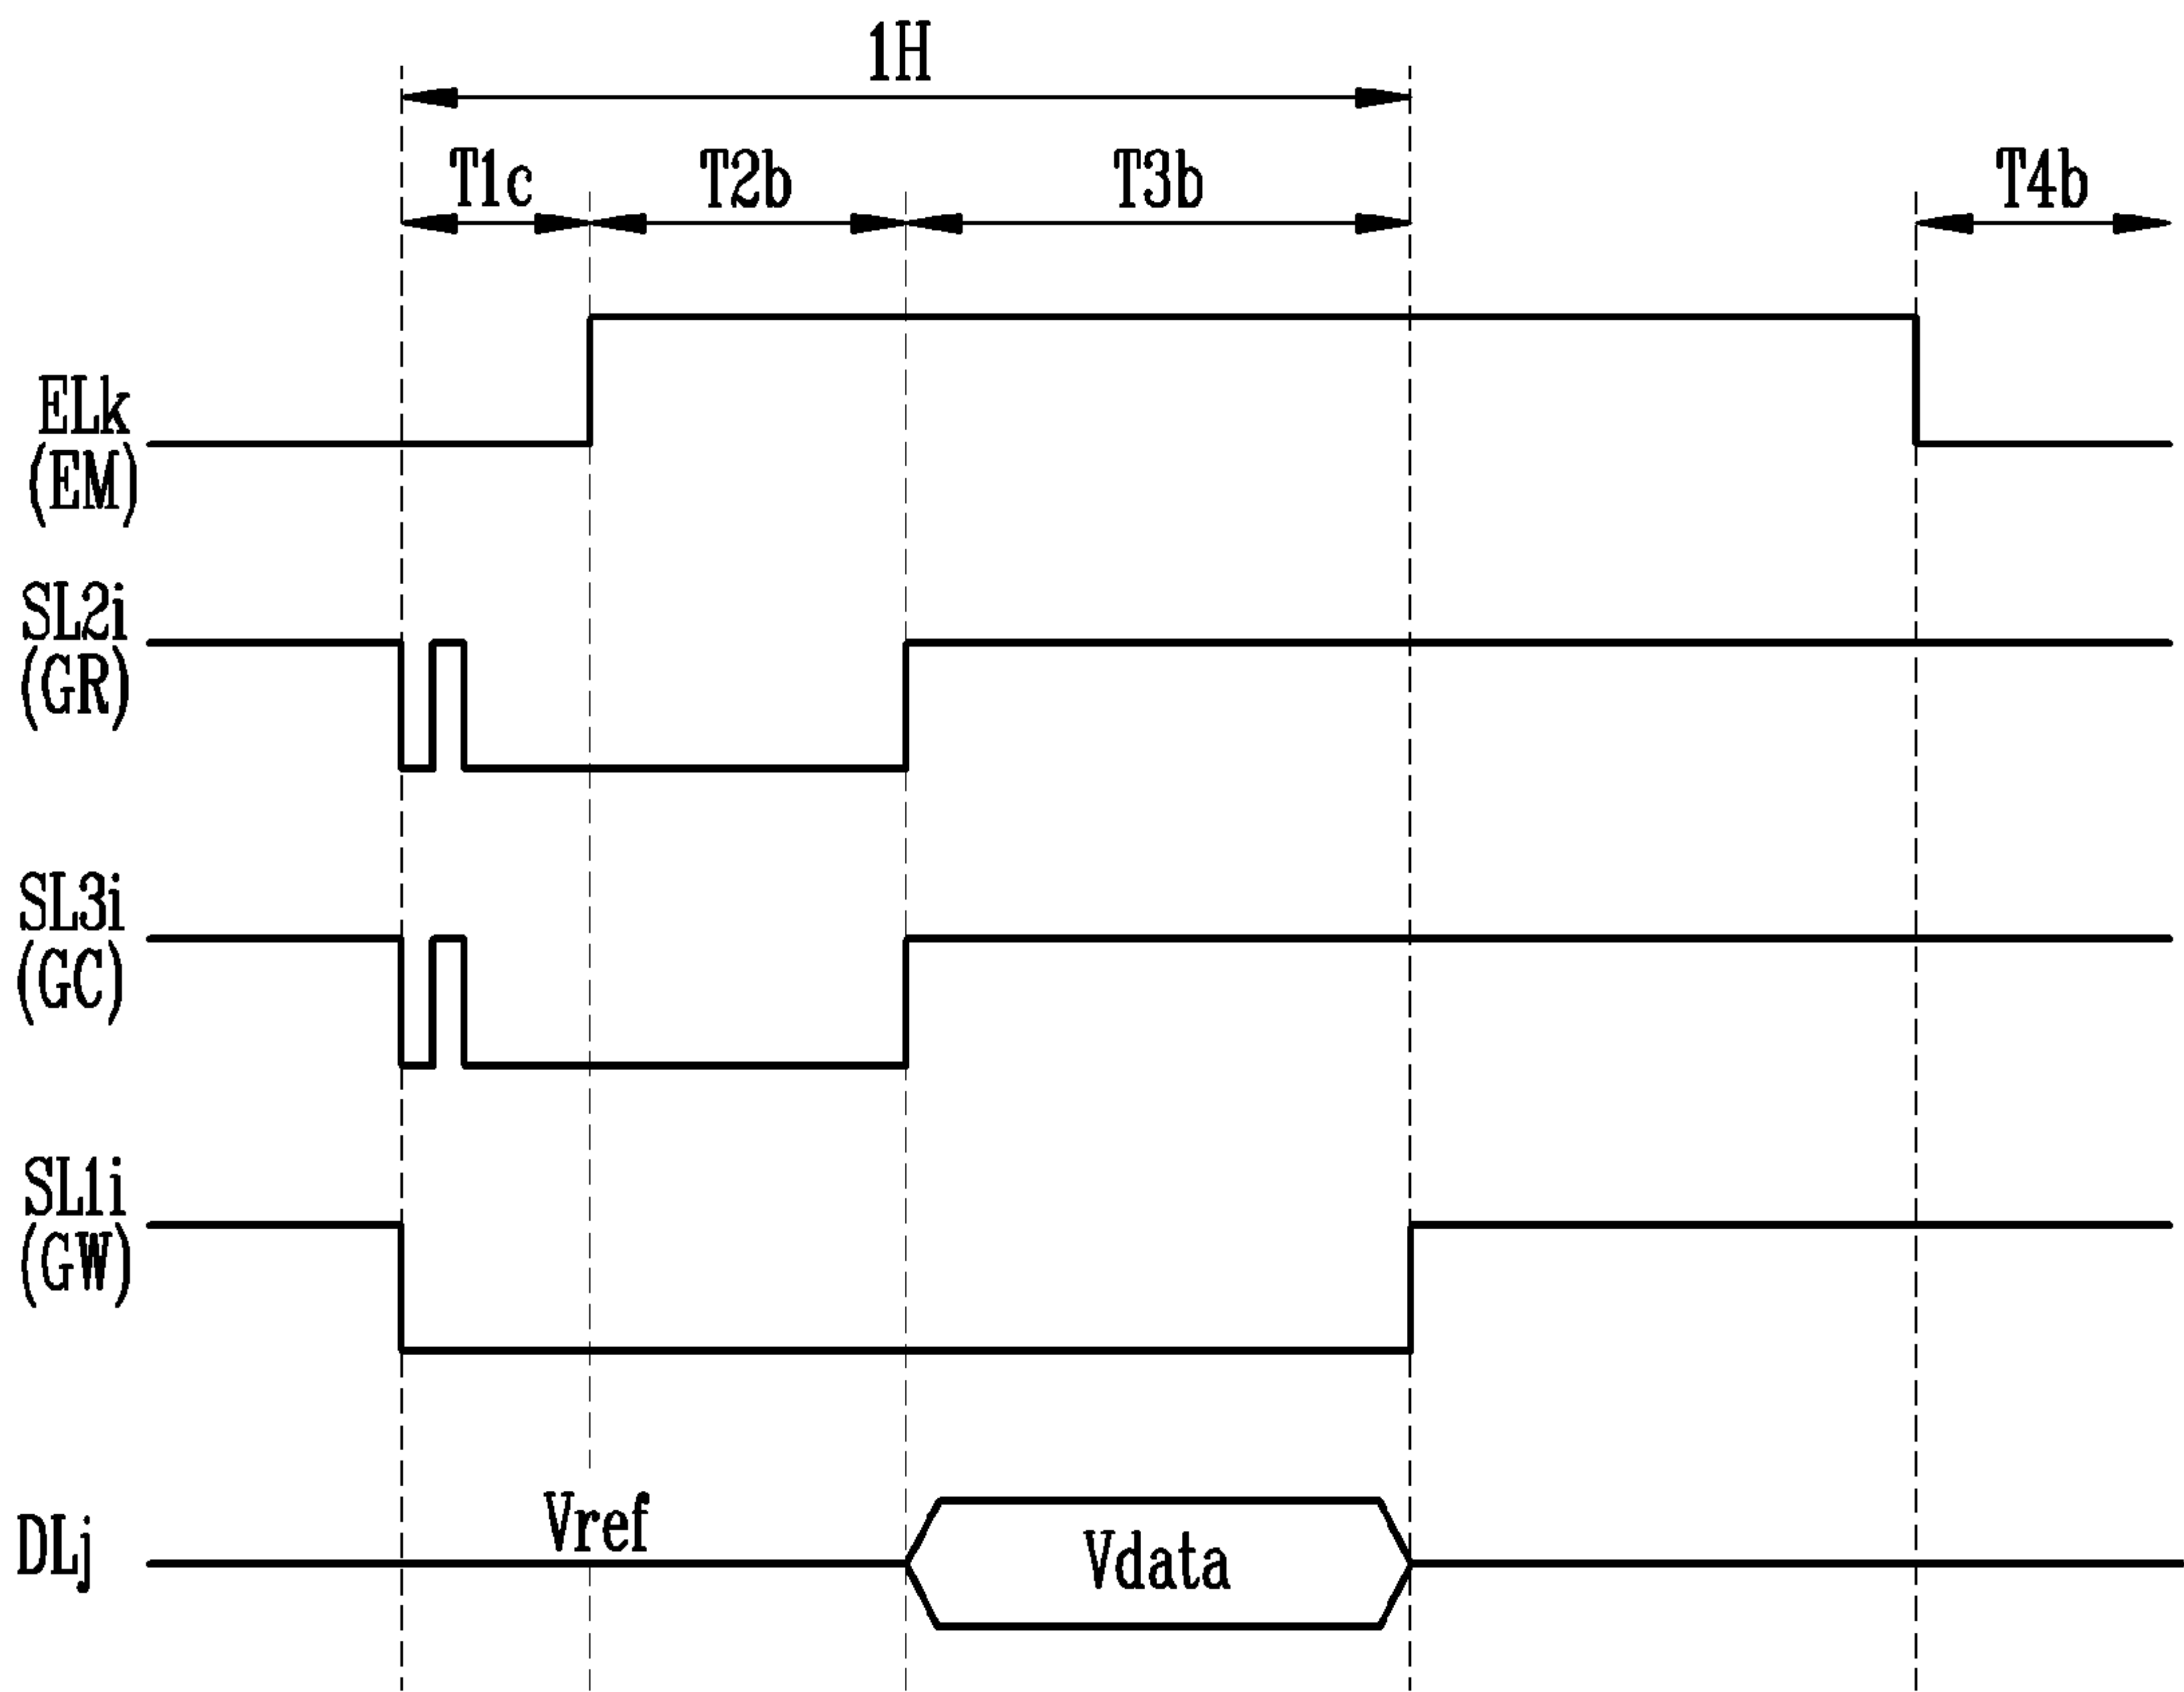 1H
T1c
T2b
T3b
T4b
ELk
(EM)
SL2i
(GR)
SL3i
(GC)
SL1i
(GW)
DLj
Vref
Vdata